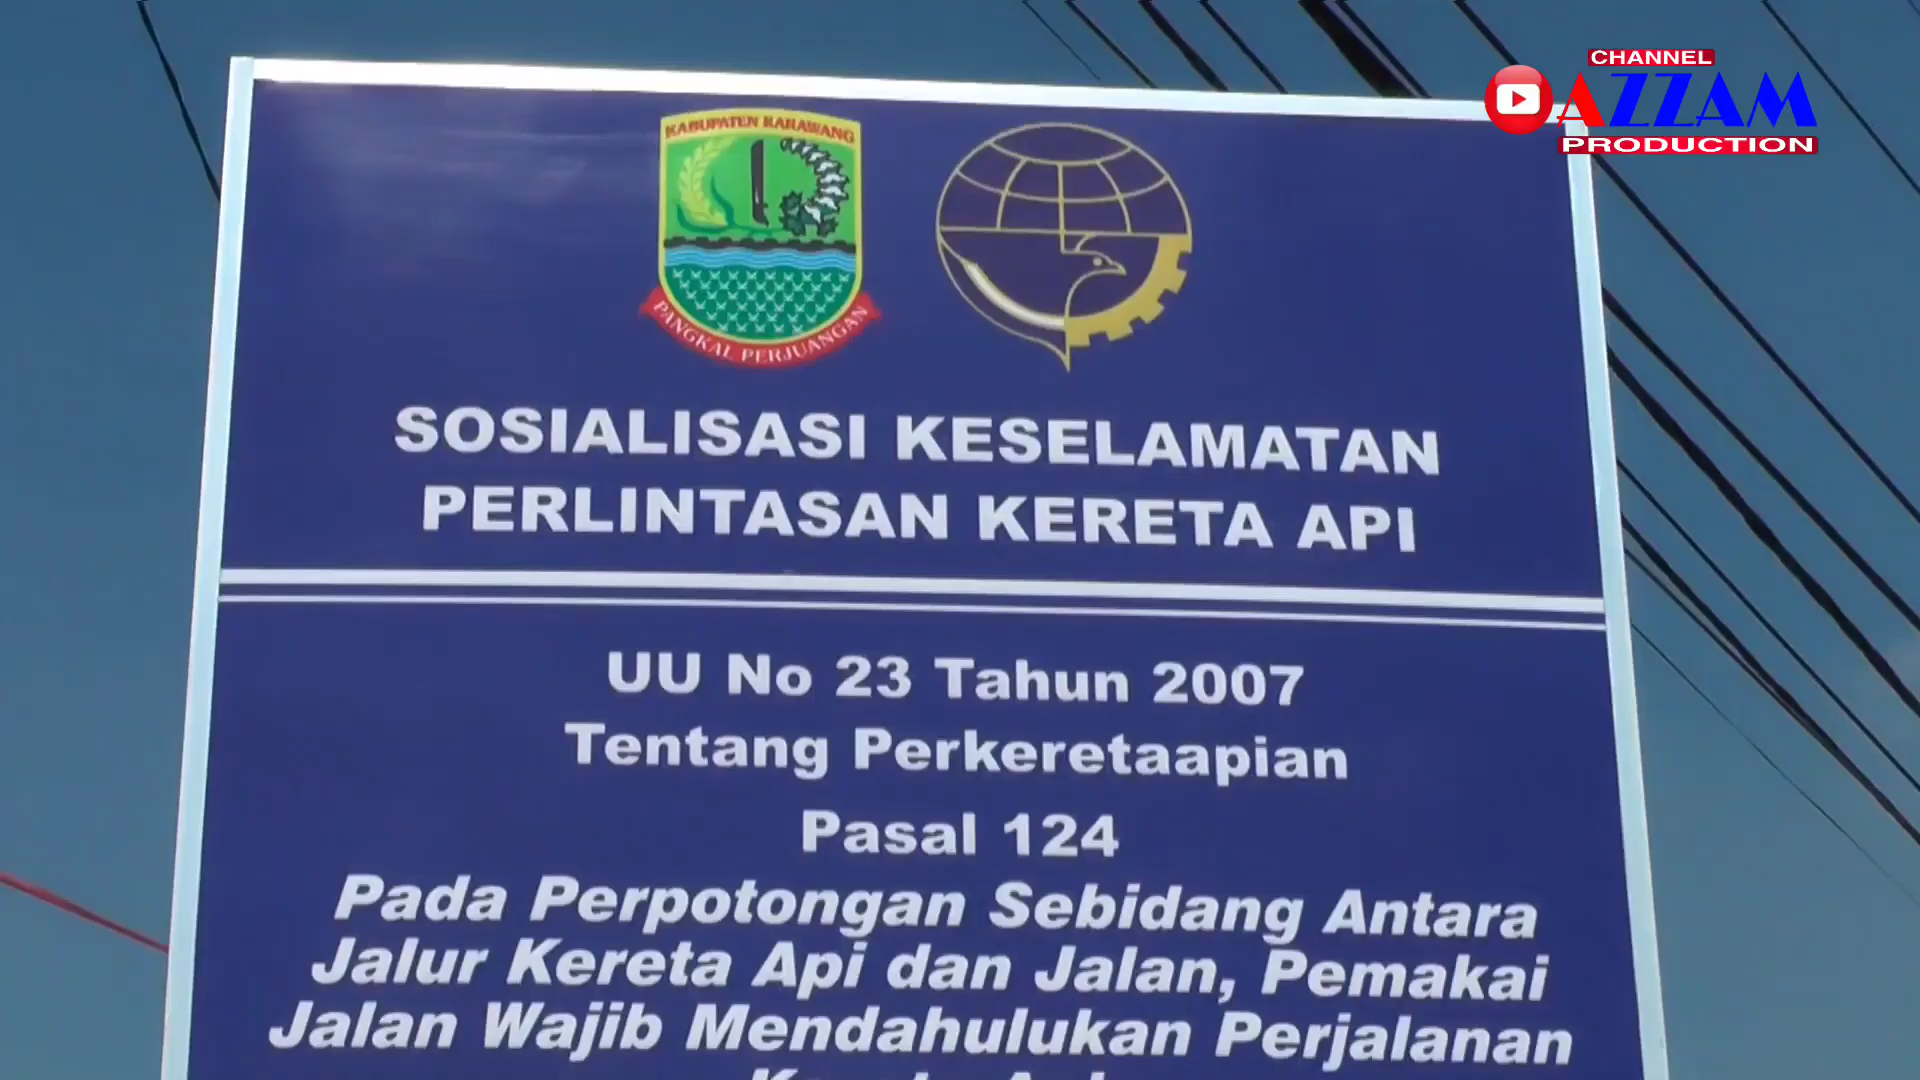 CHANNEL
AZZAM
PRODUCTION
KABUPATEN KARAWANG
PANGKAL PERJUANGAN
SOSIALISASI KESELAMATAN
PERLINTASAN KERETA API
UU No 23 Tahun 2007
Tentang Perkeretaapian
Pasal 124
Pada Perpotongan Sebidang Antara
Jalur Kereta Api dan Jalan, Pemakai
Jalan Wajib Mendahulukan Perjalanan